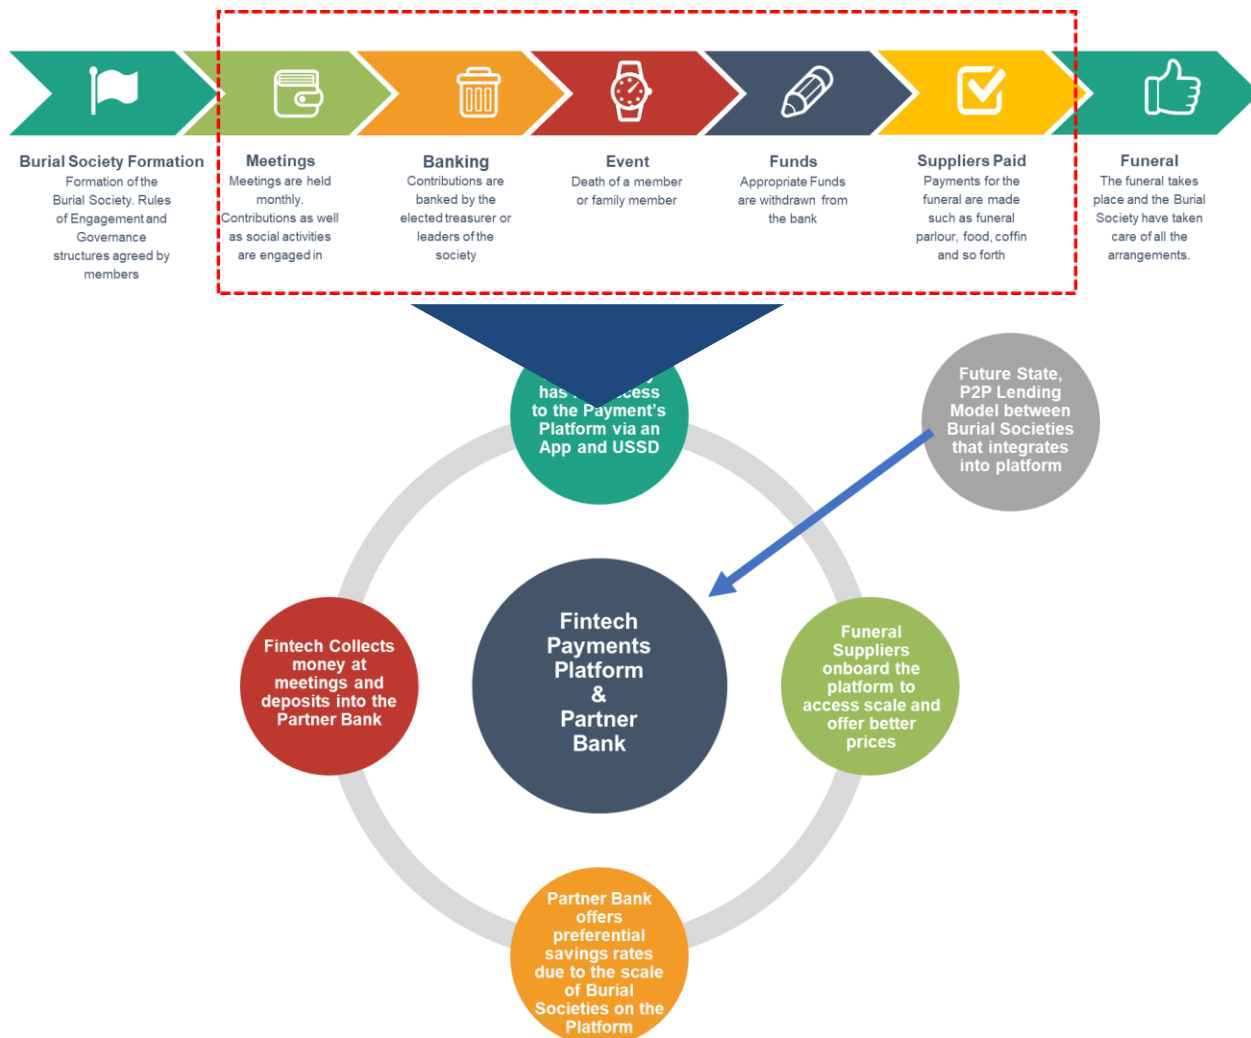 Burial Society Formation
Formation of the
Burial Society. Rules
of Engagement and
Governance
structures agreed by
members
Meetings
Meetings are held
monthly.
Contributions as well
as social activities
are engaged in
Banking
Contributions are
banked by the
elected treasurer or
leaders of the
society
Event
Death of a member
or family member
Funds
Appropriate Funds
are withdrawn from
the bank
Suppliers Paid
Payments for the
funeral are made
such as funeral
parlour, food, coffin
and so forth
Funeral
The funeral takes
place and the Burial
Society have taken
care of all the
arrangements.
has
to the Payment's
Platform via an
App and USSD
Future State,
P2P Lending
Model between
Burial Societies
that integrates
into platform
Fintech Collects
money at
meetings and
deposits into the
Partner Bank
Fintech
Payments
Platform
&
Partner
Bank
Funeral
Suppliers
onboard the
platform to
access scale and
offer better
prices
Partner Bank
offers
preferential
savings rates
due to the scale
of Burial
Societies on the
Platform